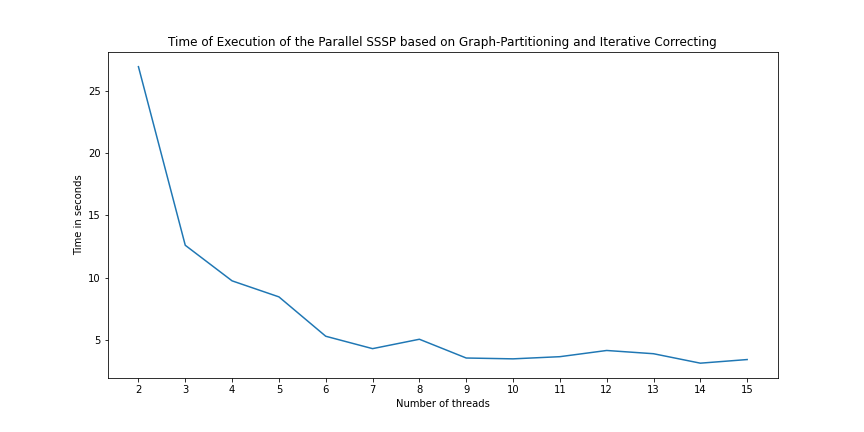 Time of Execution of the Parallel SSSP based on Graph-Partitioning and Iterative Correcting
25
20
15
10
5
Time in seconds
2 3 4 5 6 7 8 9 10 11 12 13 14 15
Number of threads